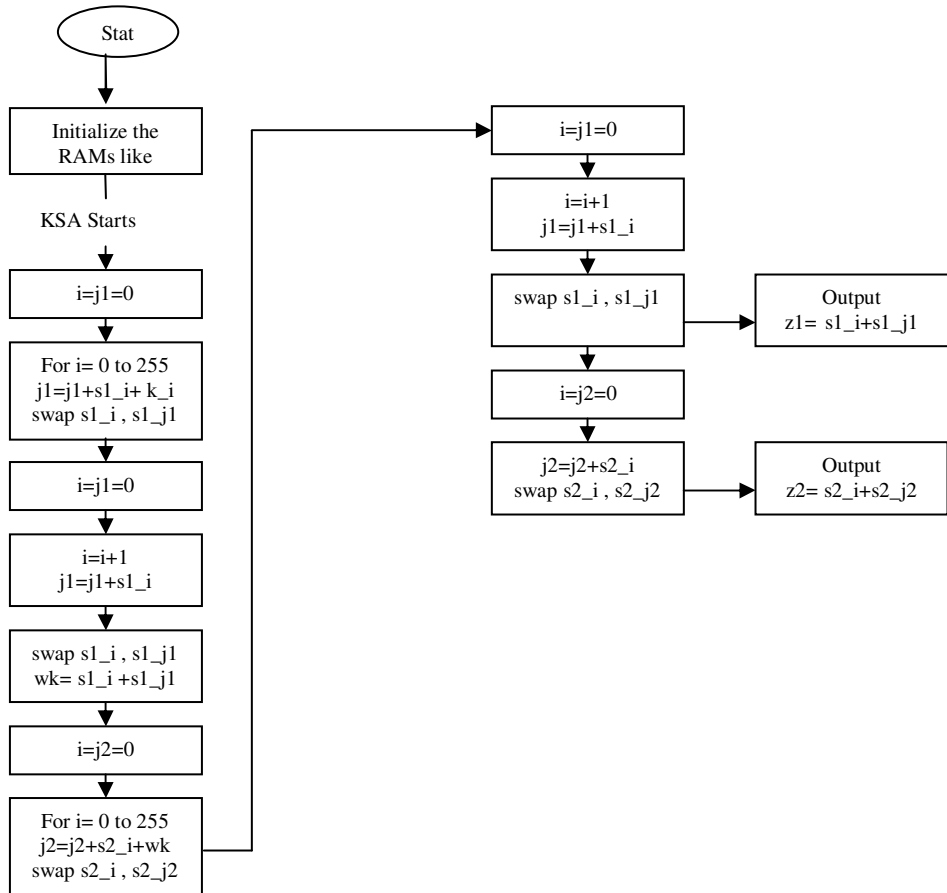 Stat
Initialize the
RAMs like
KSA Starts
i=j1=0
For i= 0 to 255
j1=j1+s1_i+ k_i
swap s1_i , s1_j1
i=j1=0
i=i+1
j1=j1+s1_i
swap s1_i , s1_j1
wk= s1_i +s1_j1
i=j2=0
For i= 0 to 255
j2=j2+s2_i+wk
swap s2_i , s2_j2
i=j1=0
i=i+1
j1=j1+s1_i
swap s1_i , s1_j1
Output
z1= s1_i+s1_j1
i=j2=0
j2=j2+s2_i
swap s2_i , s2_j2
Output
z2= s2_i+s2_j2